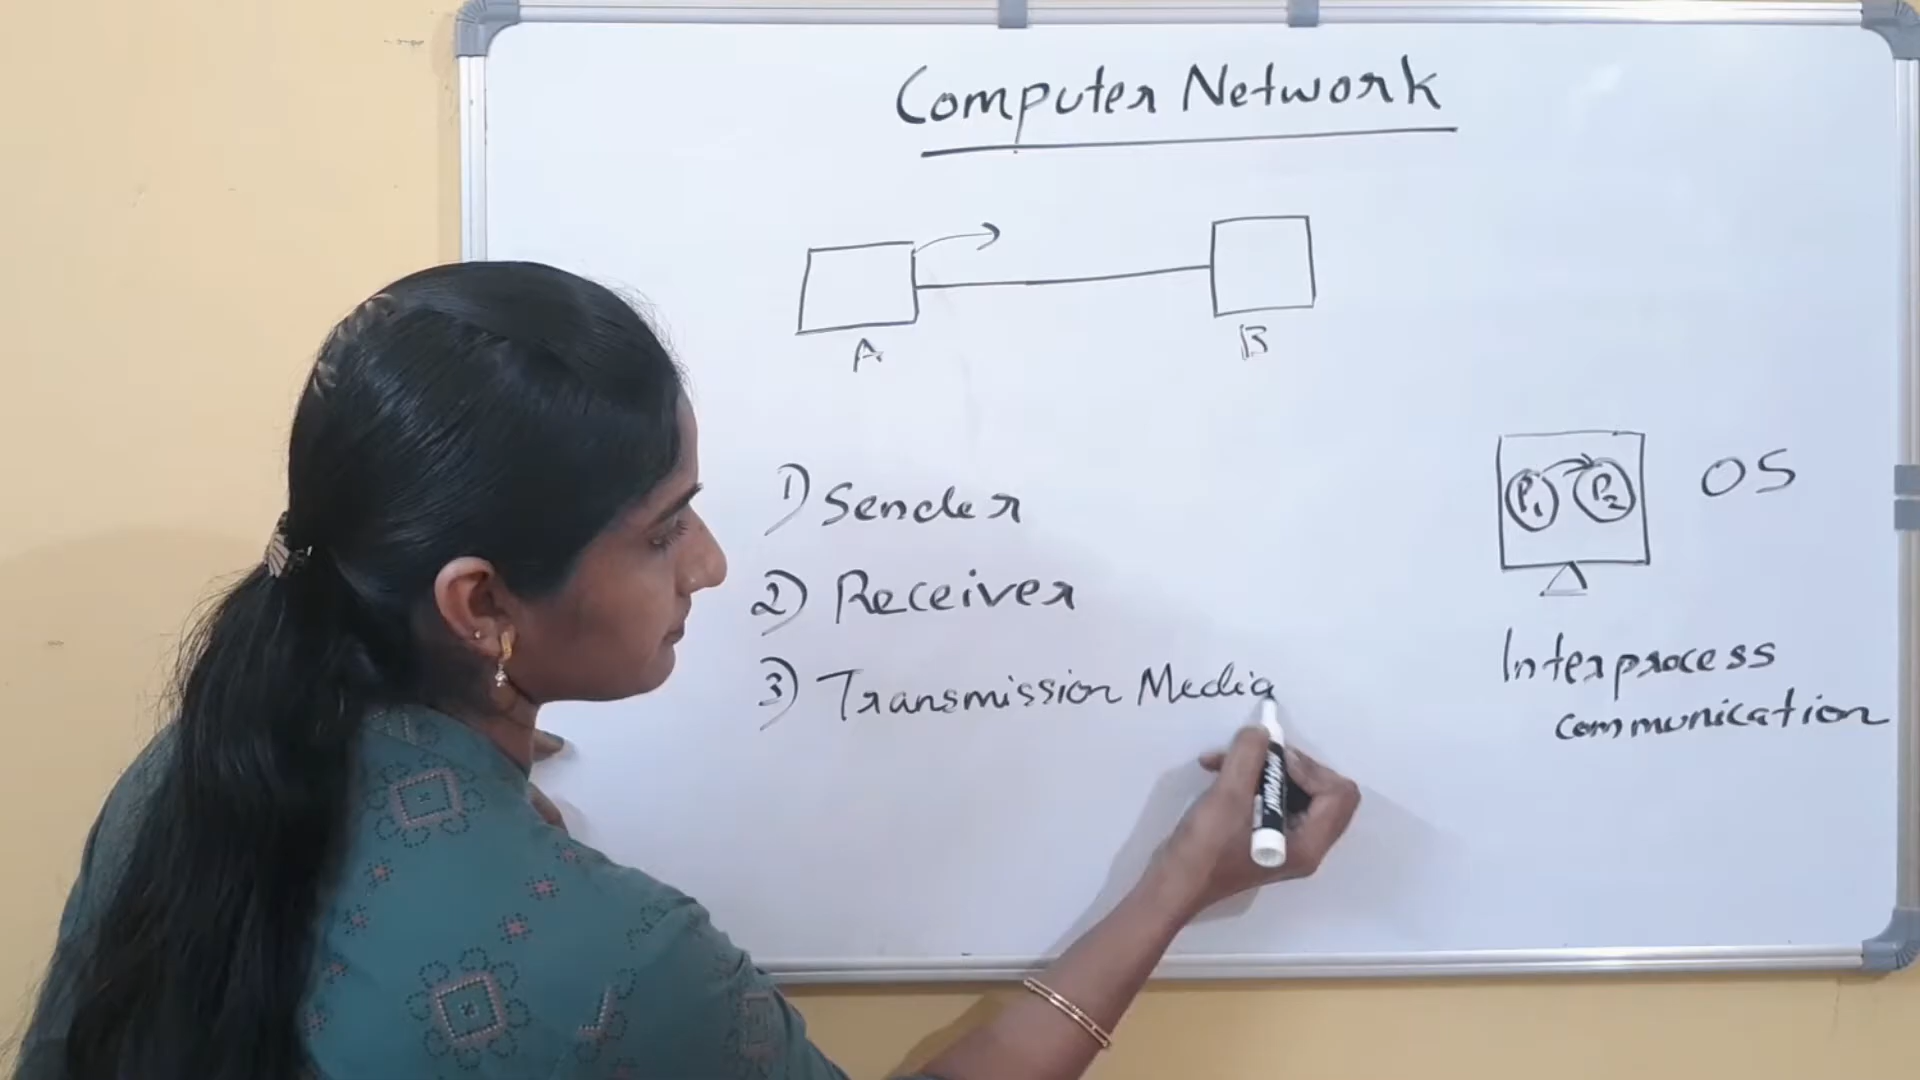 Computer Network
A
B
1) Sender
2) Receiver
3) Transmission Media
P1 P2
OS
Interprocess
communication